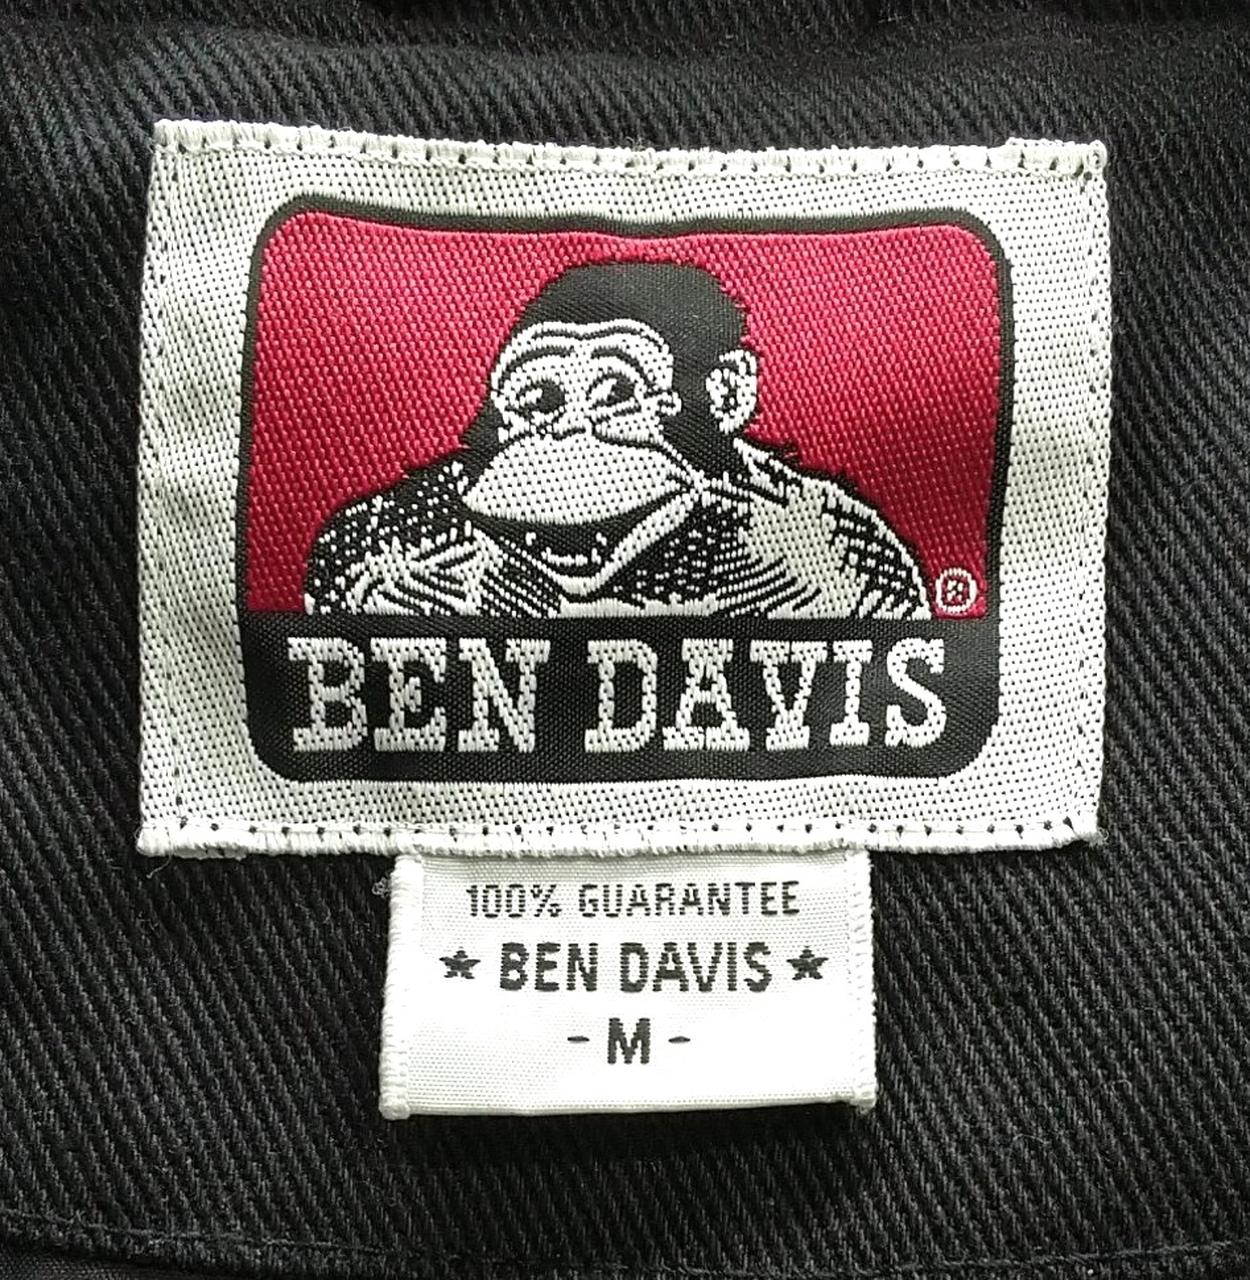 ®
BEN DAVIS
100% GUARANTEE
★ BEN DAVIS ★
- M -